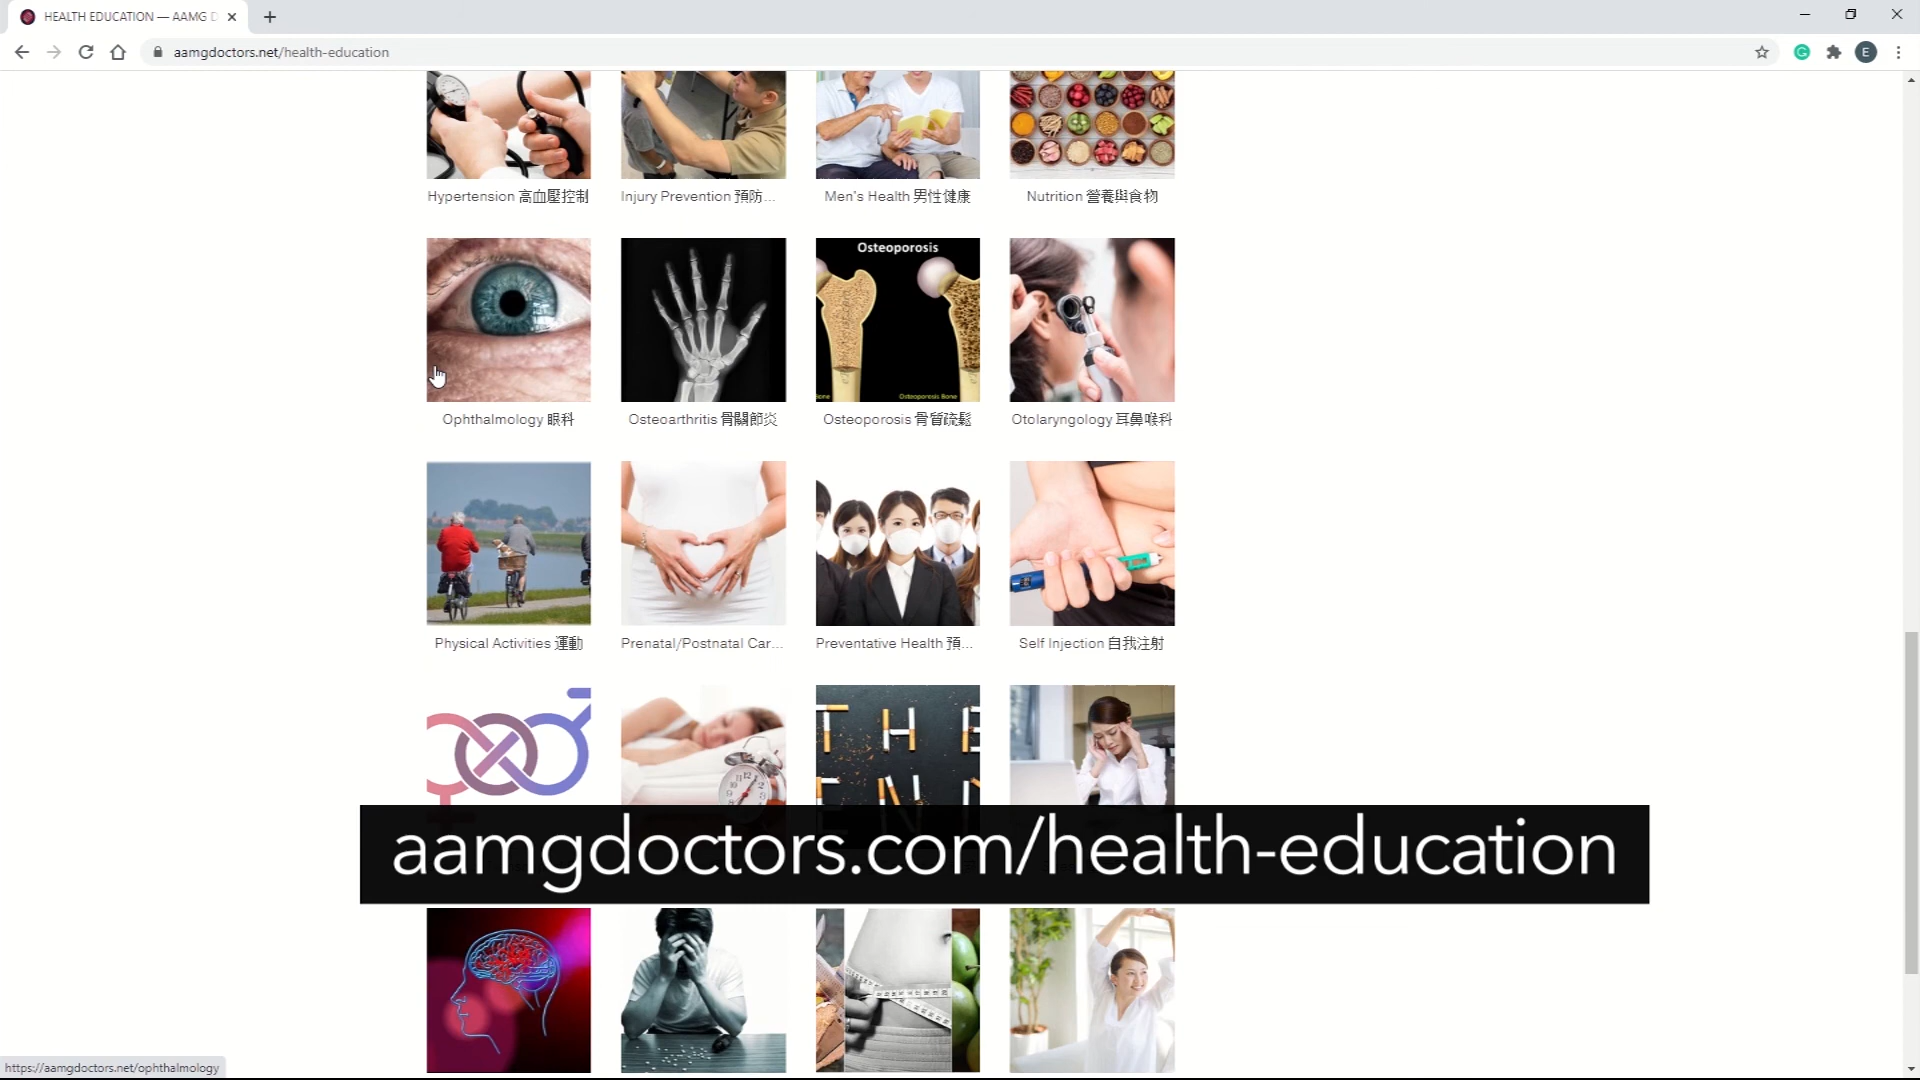 HEALTH EDUCATION — AAMG D
aamgdoctors.net/health-education
E
Hypertension 高血壓控制
Injury Prevention 預防...
Men's Health 男性健康
Nutrition 營養與食物
Osteoporosis
Osteoporosis Bone
Ophthalmology 眼科
Osteoarthritis 骨關節炎
Osteoporosis 骨質疏鬆
Otolaryngology 耳鼻喉科
Physical Activities 運動
Prenatal/Postnatal Car...
Preventative Health 預...
Self Injection 自我注射
THE
aamgdoctors.com/health-education
https://aamgdoctors.net/ophthalmology